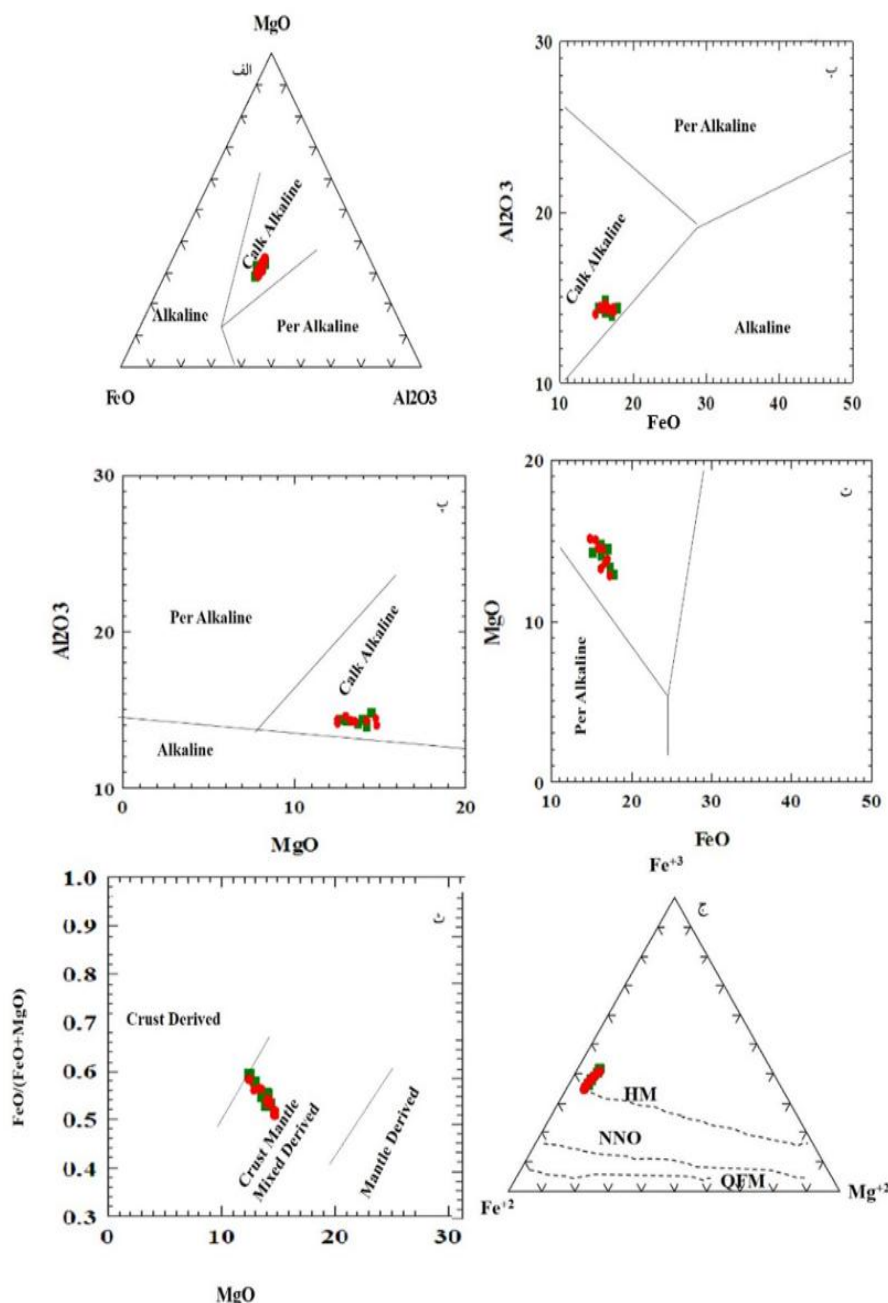 MgO
الف
Calk Alkaline
Alkaline
Per Alkaline
FeO
Al2O3
30
20
10
Al2O3
Per Alkaline
Calk Alkaline
Alkaline
10
20
30
40
50
FeO
30
20
10
Al2O3
Per Alkaline
Calk Alkaline
Alkaline
0
10
20
MgO
20
10
0
MgO
Per Alkaline
10
20
30
40
50
FeO
1.0
0.9
0.8
0.7
0.6
0.5
0.4
0.3
FeO/(FeO+MgO)
Crust Derived
Crust Mantle
Mixed Derived
Mantle Derived
0
10
20
30
MgO
Fe+3
ج
HM
NNO
QFM
Fe+2
Mg+2